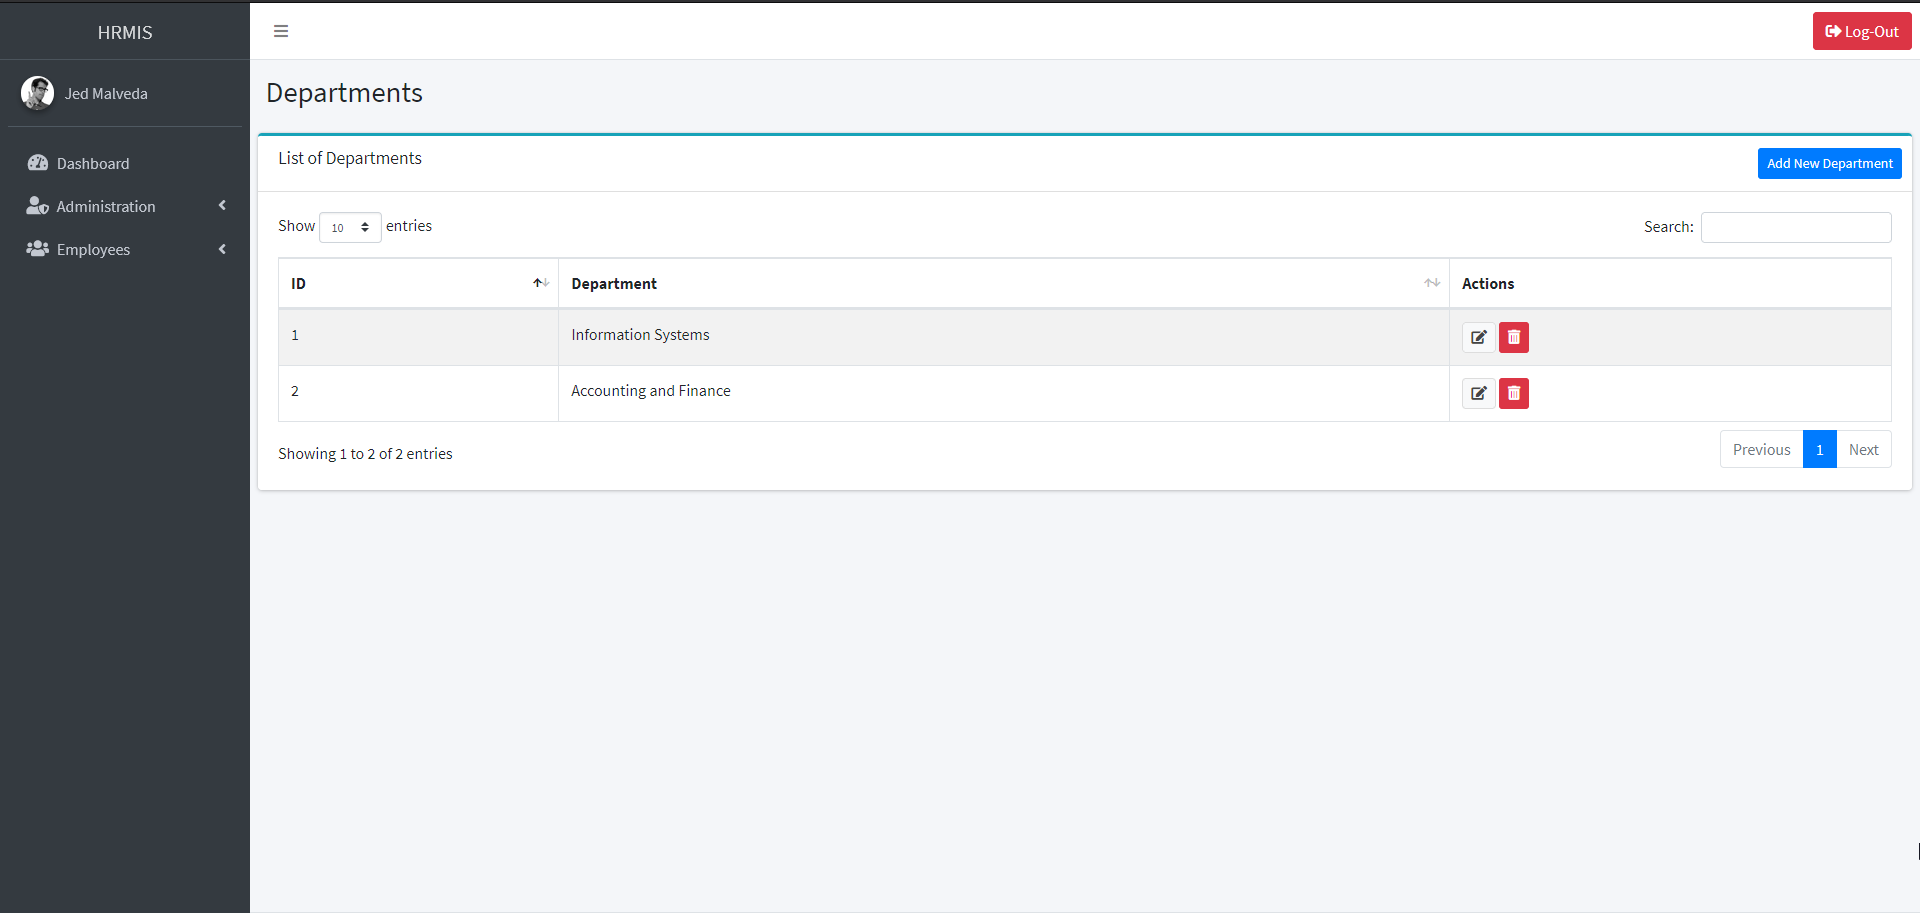 HRMIS
Log-Out
Jed Malveda
Departments
Dashboard
Administration
Employees
List of Departments
Add New Department
Show 10 entries
Search:
ID Department Actions
1 Information Systems
2 Accounting and Finance
Showing 1 to 2 of 2 entries
Previous 1 Next